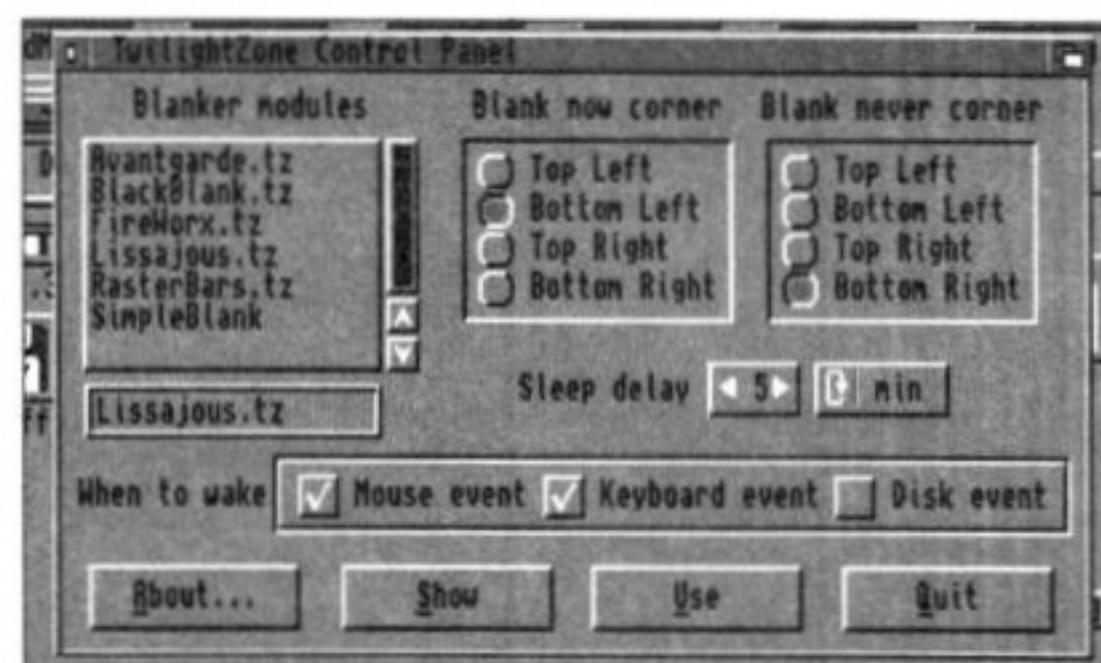 TwilightZone Control Panel
Blanker modules
Avantgarde.tz
BlackBlank.tz
FireWorx.tz
Lissajous.tz
RasterBars.tz
SimpleBlank
Lissajous.tz
Blank now corner
Top Left
Bottom Left
Top Right
Bottom Right
Blank never corner
Top Left
Bottom Left
Top Right
Bottom Right
Sleep delay 5 min
When to wake Mouse event Keyboard event Disk event
About... Show Use Quit